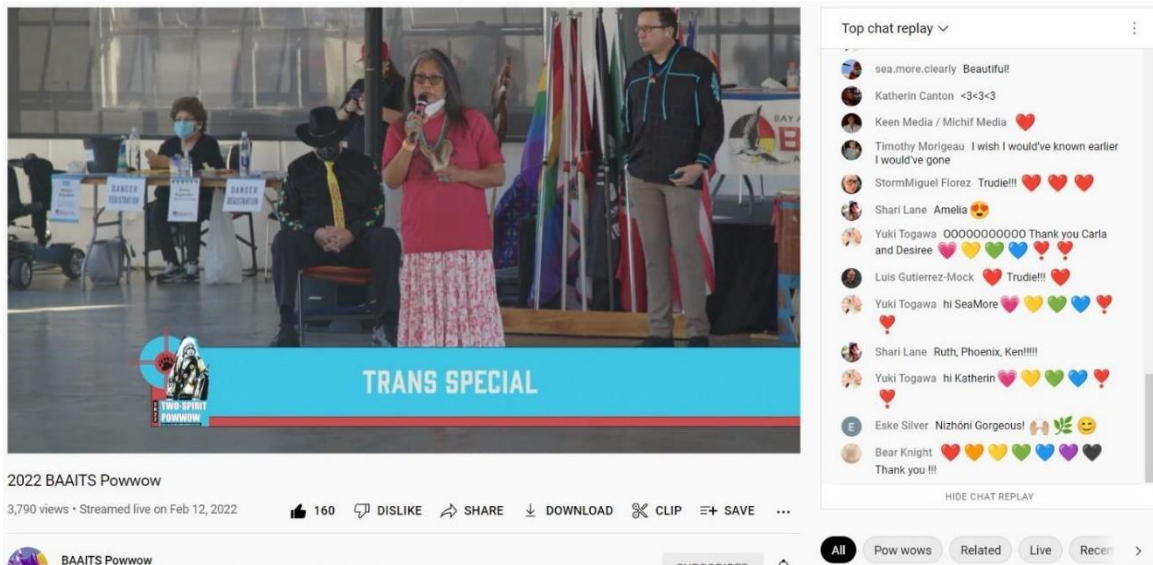 BAY A
DANCER
REGISTRATION
DANCER
REGISTRATION
TRANS SPECIAL
BAAITS
TWO-SPIRIT
POWWOW
2022 BAAITS Powwow
3,790 views • Streamed live on Feb 12, 2022
160 DISLIKE SHARE DOWNLOAD CLIP SAVE ...
BAAITS Powwow
SUBSCRIBED
Top chat replay
sea.more.clearly Beautiful!
Katherin Canton <3<3<3
Keen Media / Michif Media ❤️
Timothy Morigeau I wish I would've known earlier
I would've gone
StormMiguel Florez Trudie!!! ❤️ ❤️ ❤️
Shari Lane Amelia 😍
Yuki Togawa OOOOOOOOOOO Thank you Carla
and Desiree 💗 💛 💚 💙 ❣️ ❣️
Luis Gutierrez-Mock ❤️ Trudie!!! ❤️
Yuki Togawa hi SeaMore 💗 💛 💚 💙 ❣️
❣️
Shari Lane Ruth, Phoenix, Ken!!!!!
Yuki Togawa hi Katherin 💗 💛 💚 💙 ❣️
❣️
E Eske Silver Nizhóní Gorgeous! 🙌🏼 🌿 😊
Bear Knight ❤️ 🧡 💛 💚 💙 💜 🖤
Thank you !!!
HIDE CHAT REPLAY
All Pow wows Related Live Recen